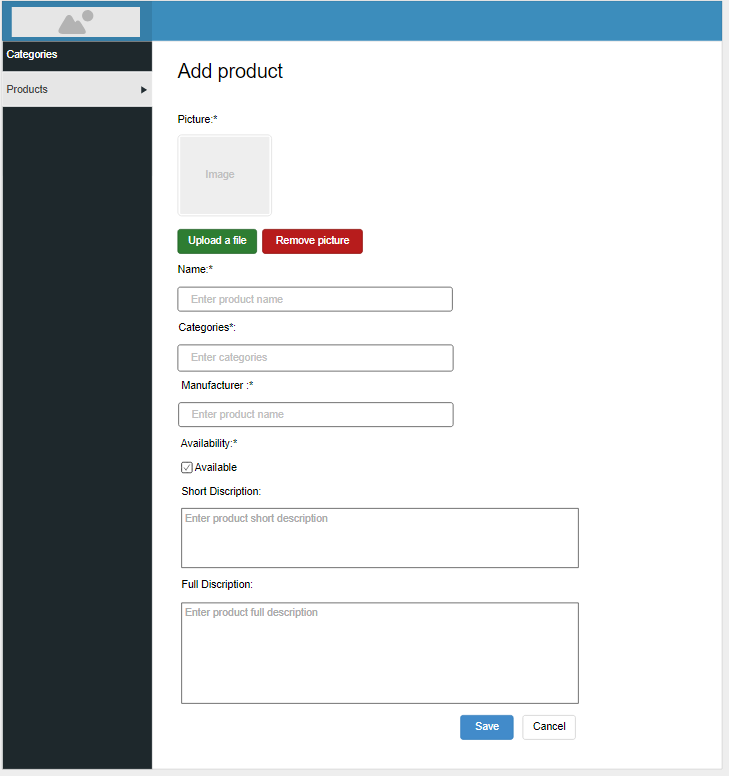 Categories
Products
Add product
Picture:*
Image
Upload a file
Remove picture
Name:*
Enter product name
Categories*:
Enter categories
Manufacturer :*
Enter product name
Availability:*
Available
Short Discription:
Enter product short description
Full Discription:
Enter product full description
Save
Cancel